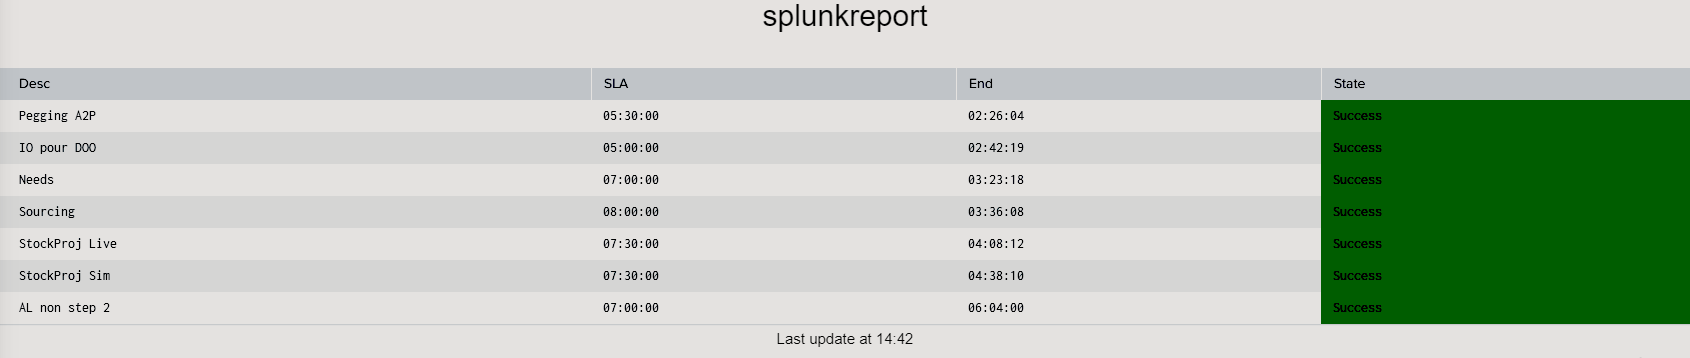 splunkreport
Desc SLA End State
Pegging A2P 05:30:00 02:26:04 Success
IO pour DOO 05:00:00 02:42:19 Success
Needs 07:00:00 03:23:18 Success
Sourcing 08:00:00 03:36:08 Success
StockProj Live 07:30:00 04:08:12 Success
StockProj Sim 07:30:00 04:38:10 Success
AL non step 2 07:00:00 06:04:00 Success
Last update at 14:42